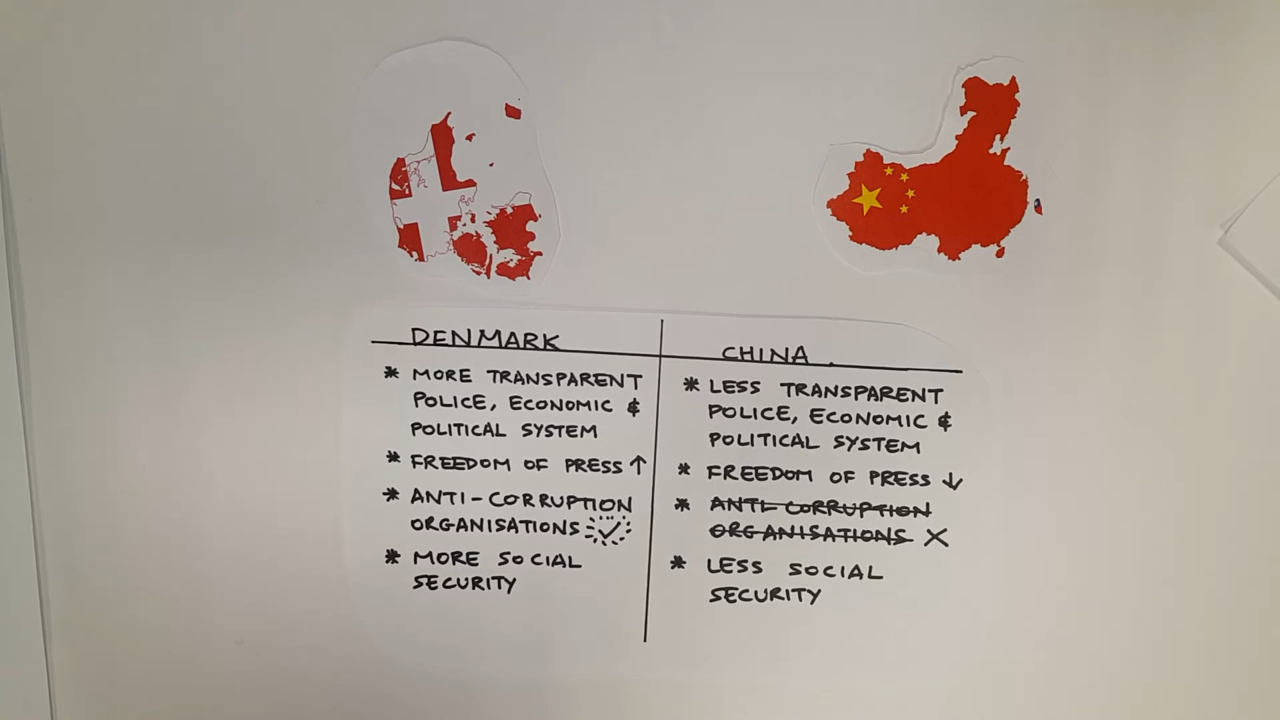 DENMARK
* MORE TRANSPARENT
POLICE, ECONOMIC &
POLITICAL SYSTEM
* FREEDOM OF PRESS ↑
* ANTI-CORRUPTION
ORGANISATIONS ✓
* MORE SOCIAL
SECURITY
CHINA
* LESS TRANSPARENT
POLICE, ECONOMIC &
POLITICAL SYSTEM
* FREEDOM OF PRESS ↓
* ANTI-CORRUPTION
ORGANISATIONS X
* LESS SOCIAL
SECURITY